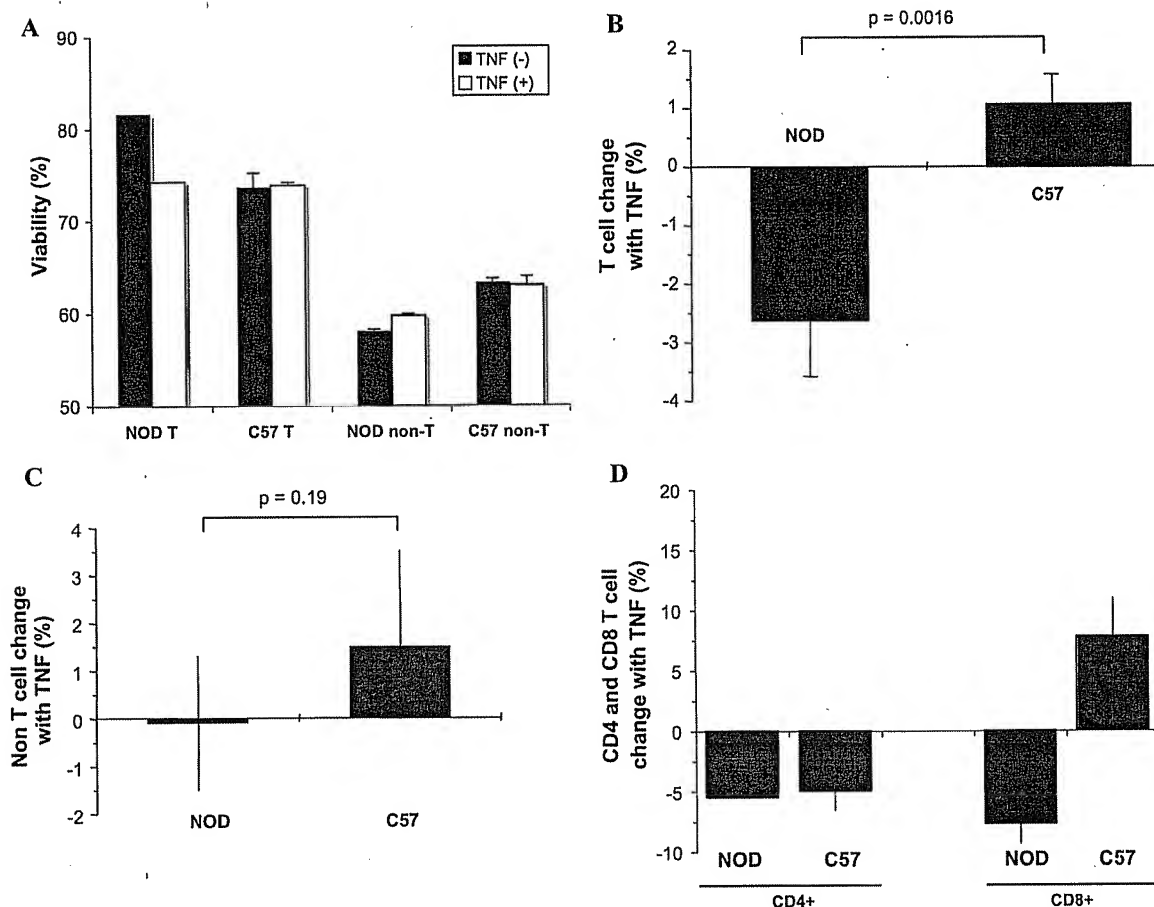 A
90
80
70
60
50
Viability (%)
TNF (-)
TNF (+)
NOD T
C57 T
NOD non-T
C57 non-T
B
p = 0.0016
2
1
0
-1
-2
-3
-4
T cell change
with TNF (%)
NOD
C57
C
p = 0.19
4
3
2
1
0
-1
-2
Non T cell change
with TNF (%)
NOD
C57
D
20
15
10
5
0
-5
-10
CD4 and CD8 T cell
change with TNF (%)
NOD
C57
NOD
C57
CD4+
CD8+